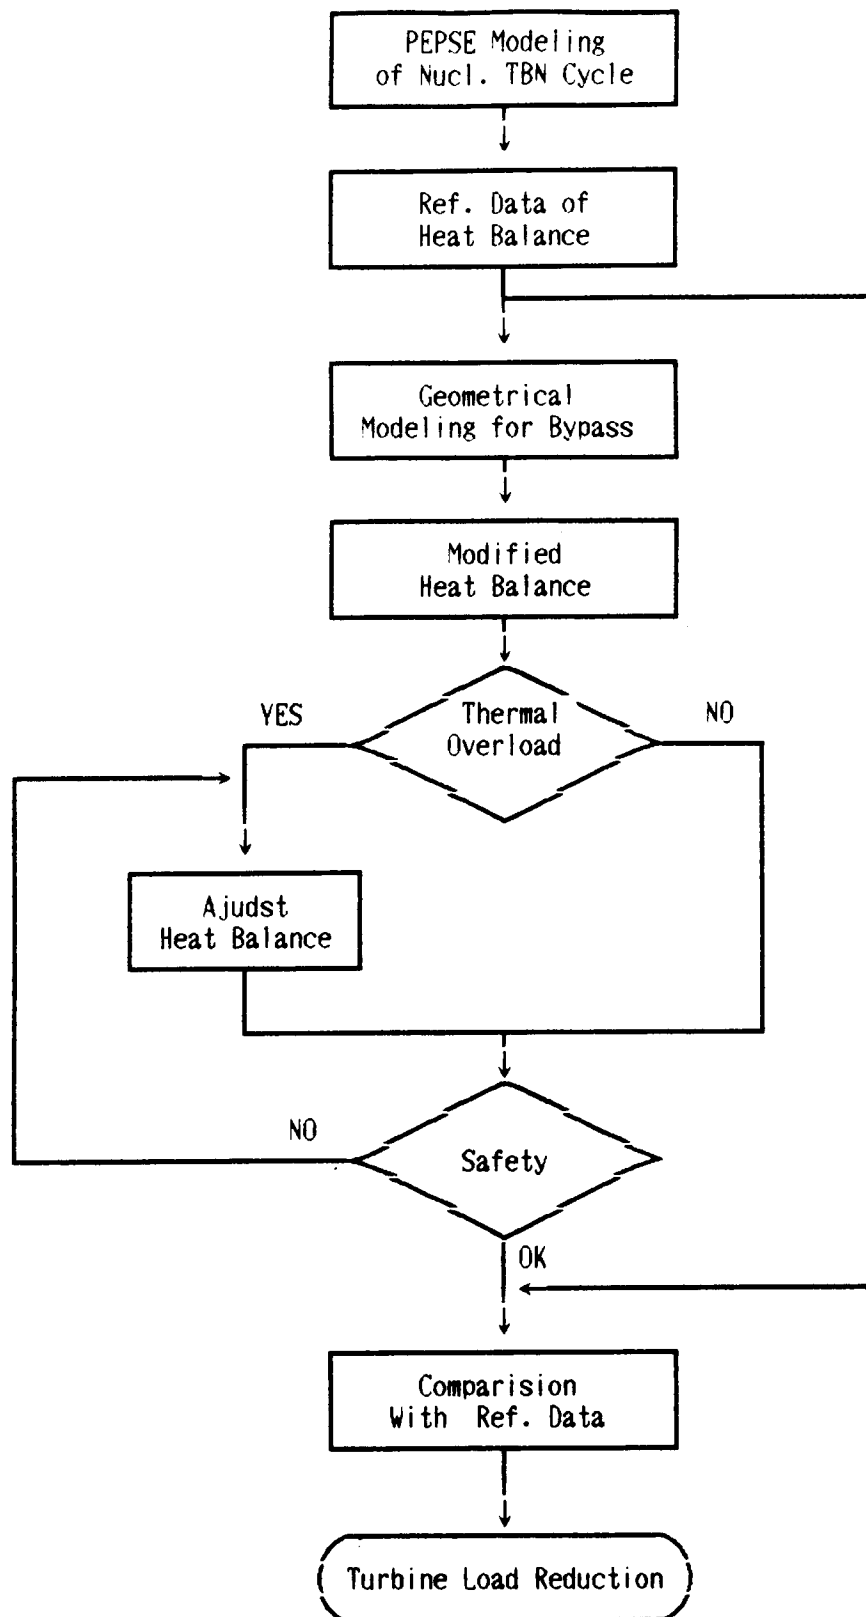 PEPSE Modeling
of Nucl. TBN Cycle
Ref. Data of
Heat Balance
Geometrical
Modeling for Bypass
Modified
Heat Balance
YES
Thermal
Overload
NO
Ajudst
Heat Balance
NO
Safety
OK
Comparision
With Ref. Data
Turbine Load Reduction